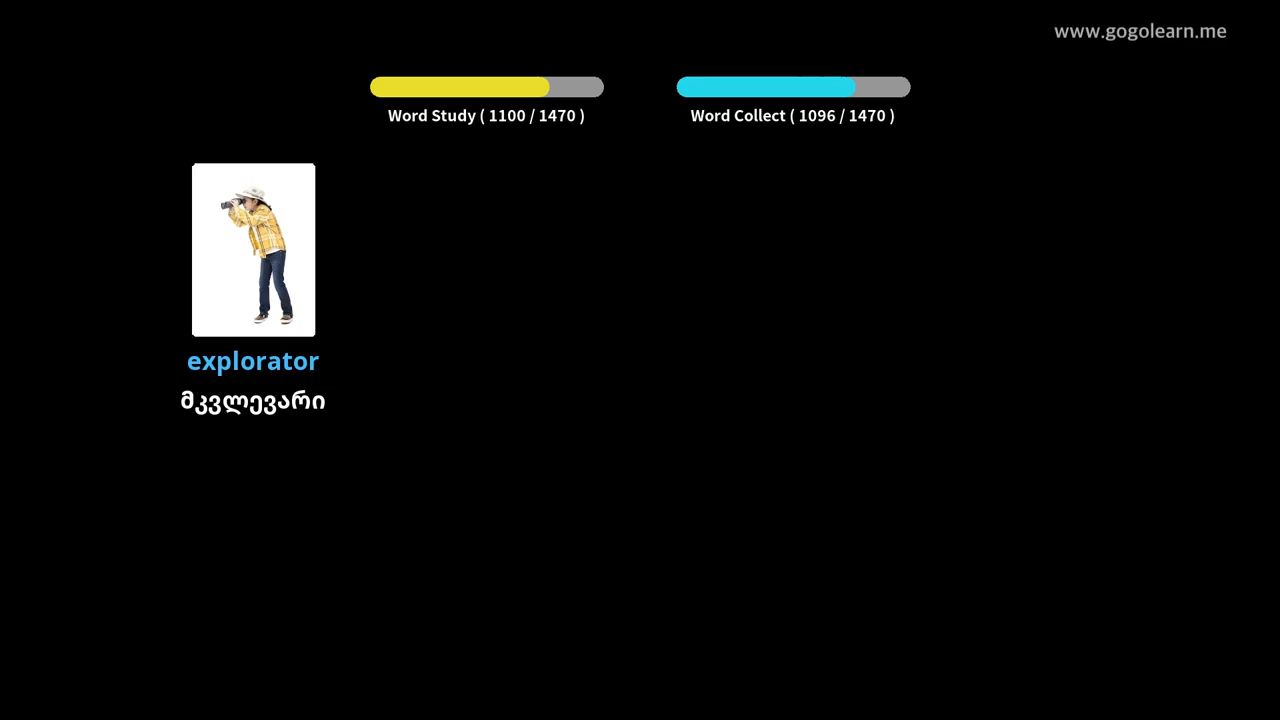 www.gogolearn.me
Word Study ( 1100 / 1470 )
Word Collect ( 1096 / 1470 )
explorator
მკვლევარი